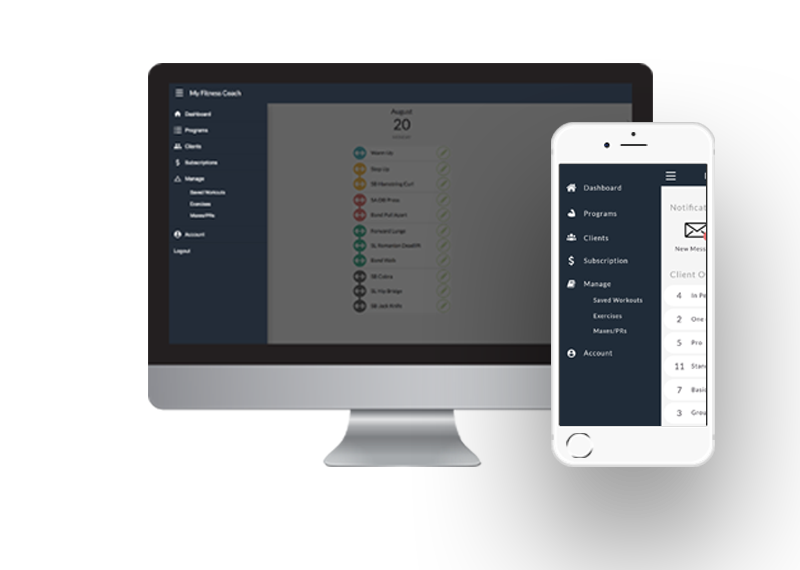 My Fitness Coach
Dashboard
Programs
Clients
$ Subscriptions
Manage
Saved Workouts
Exercises
Maxes/PRs
Account
Logout
August
20
Warm Up
Step Up
SB Hamstring Curl
SA DB Press
Band Pull Apart
Forward Lunge
SL Romanian Deadlift
Band Walk
SB Cobra
SL Hip Bridge
SB Jack Knife
Dashboard
Programs
Clients
$ Subscription
Manage
Saved Workouts
Exercises
Maxes/PRs
Account
Notificat
New Mess
Client O
4 In Pe
2 One
5 Pro
11 Stan
7 Basi
3 Grou